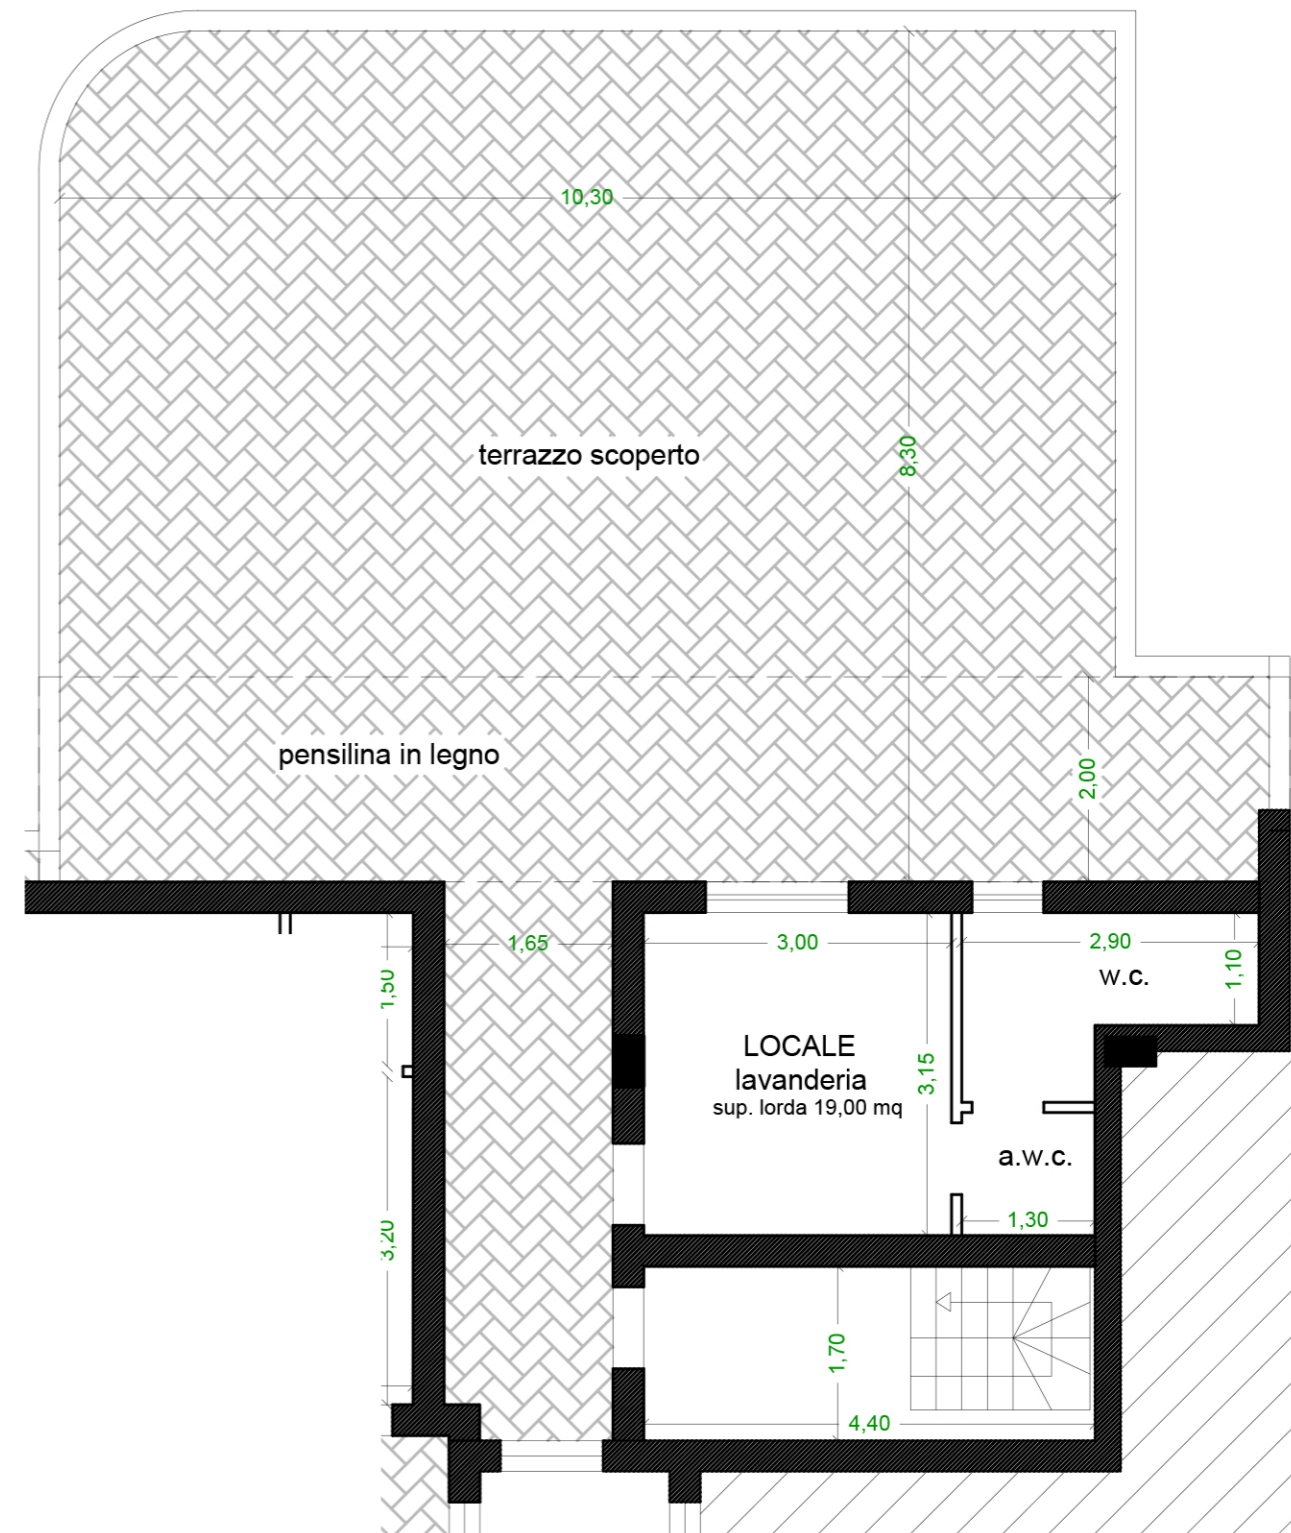 10,30
terrazzo scoperto
8,30
pensilina in legno
2,00
1,65
3,00
2,90
1,10
w.c.
1,50
LOCALE
lavanderia
sup. lorda 19,00 mq
3,15
a.w.c.
1,30
3,20
1,70
4,40